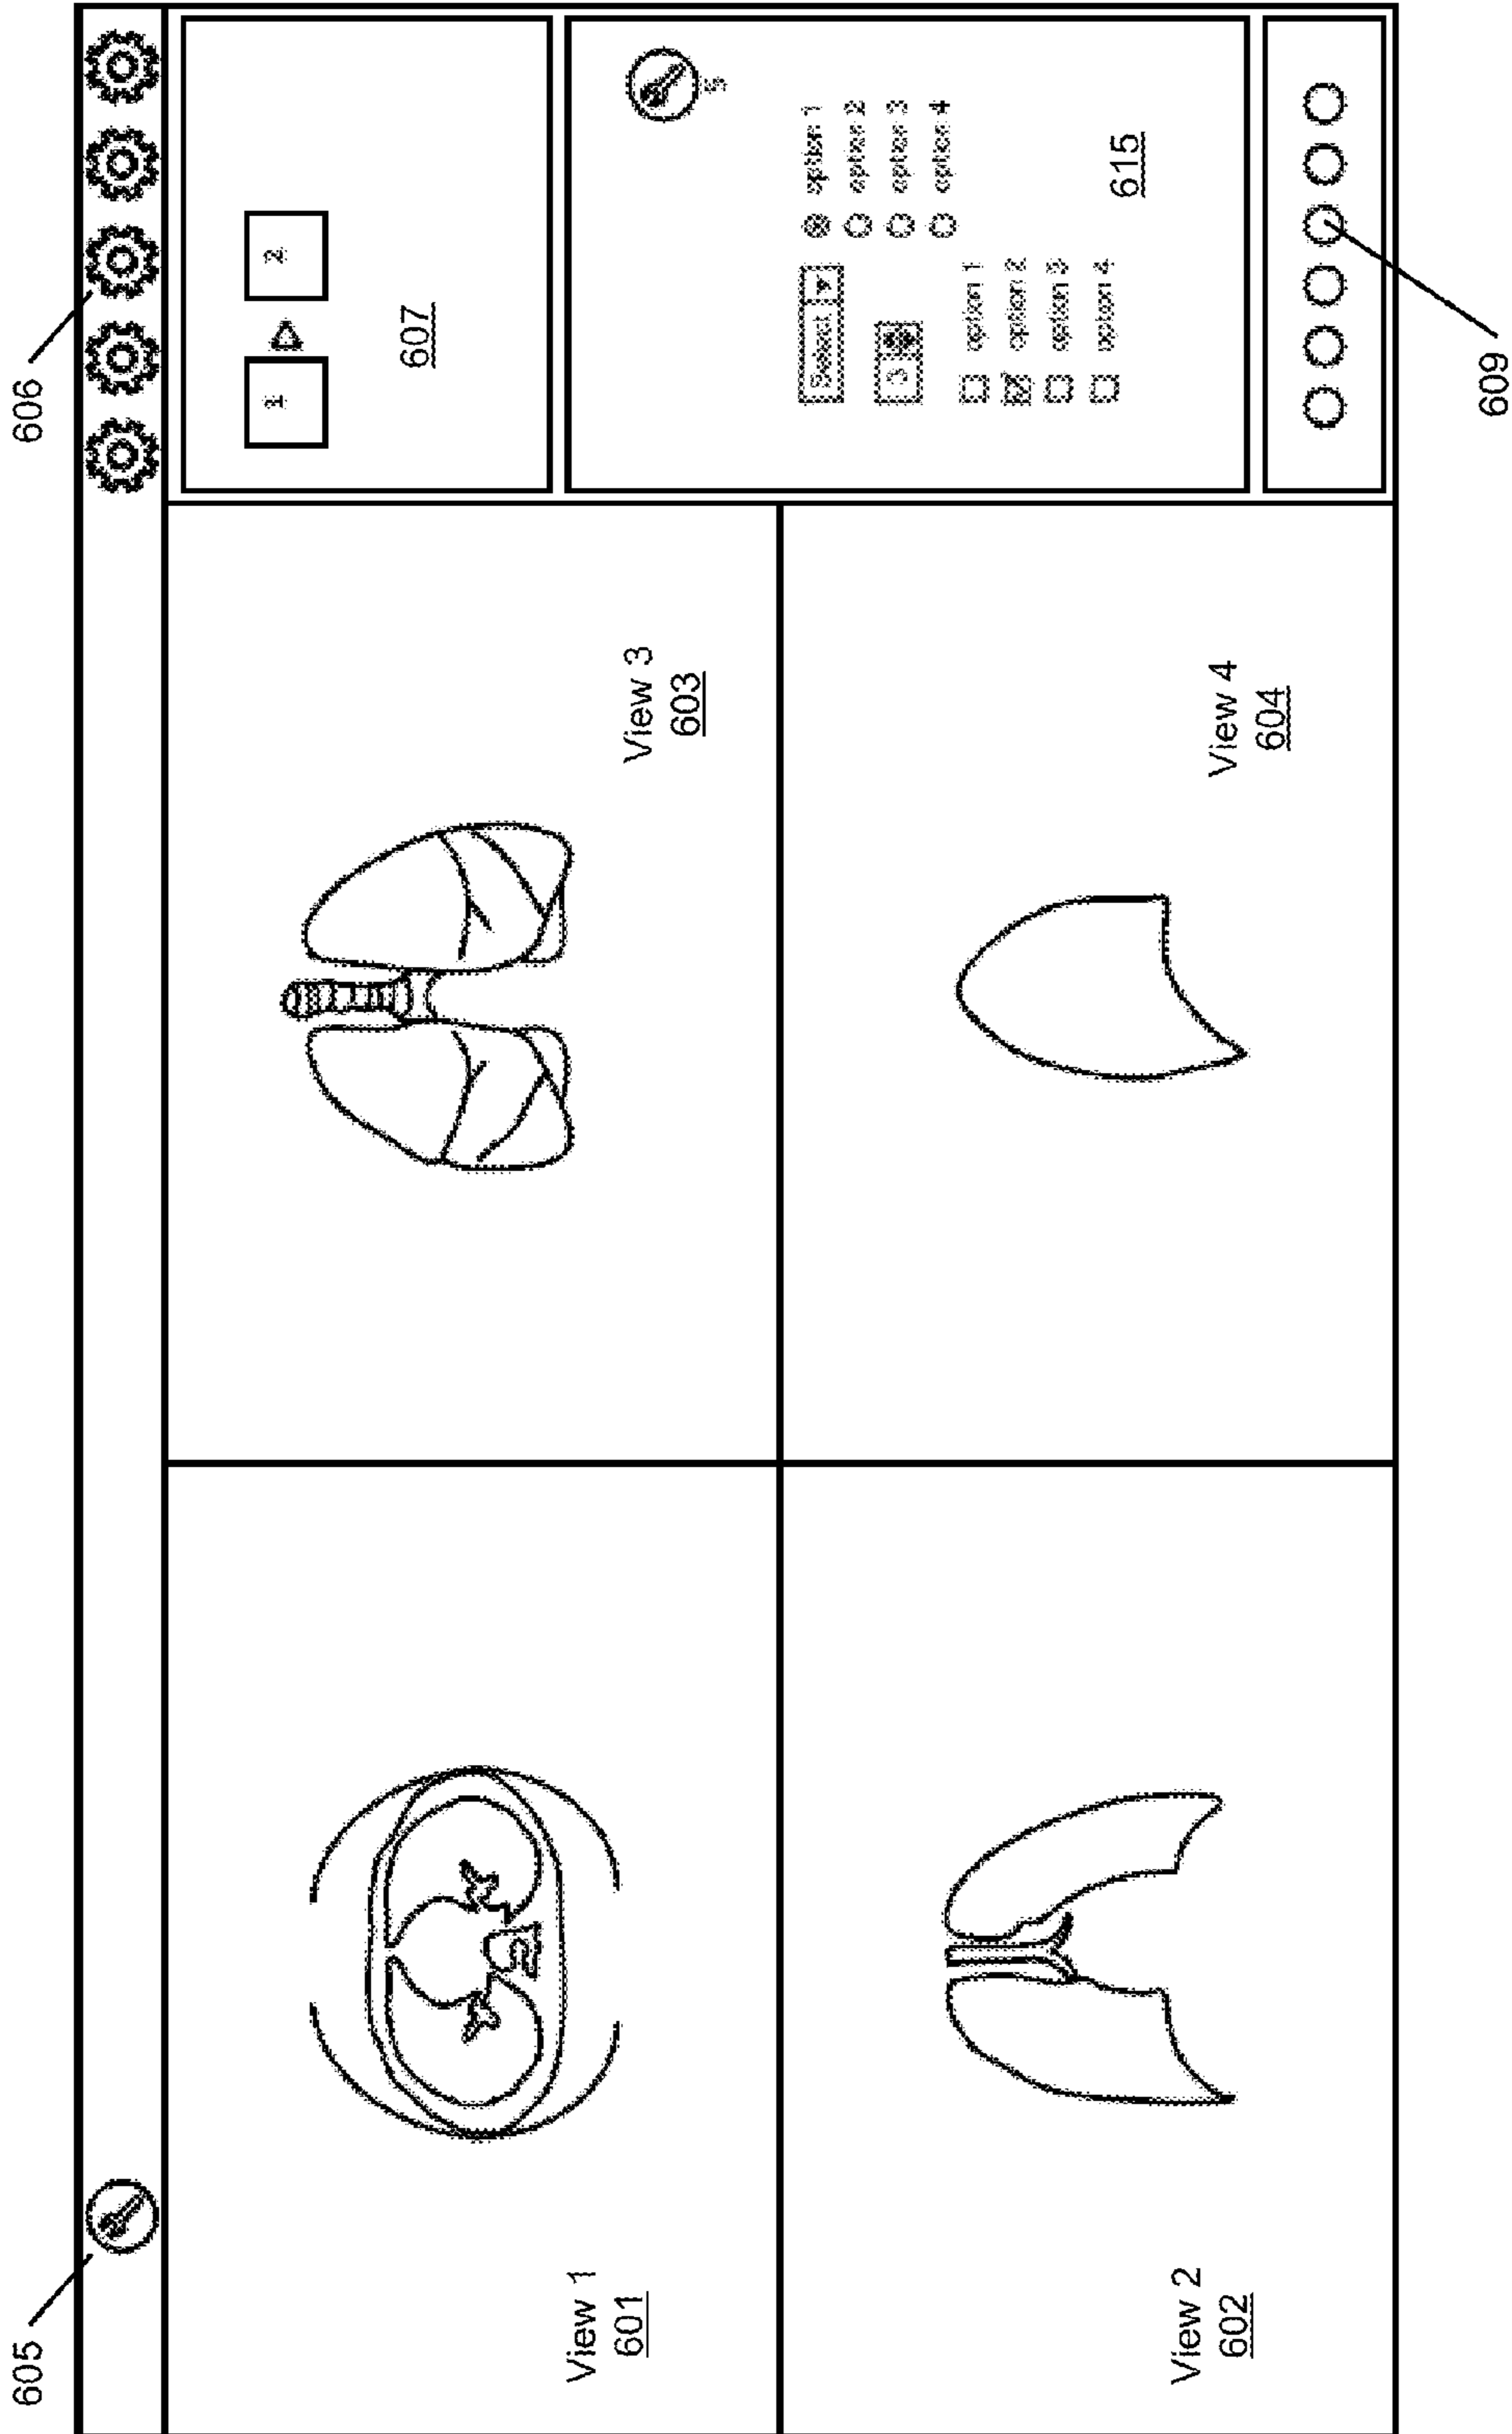 605
606
View 1
601
View 3
603
1
2
607
5
Select
option 1
option 2
option 3
option 4
3
option 1
option 2
option 3
option 4
615
View 2
602
View 4
604
609